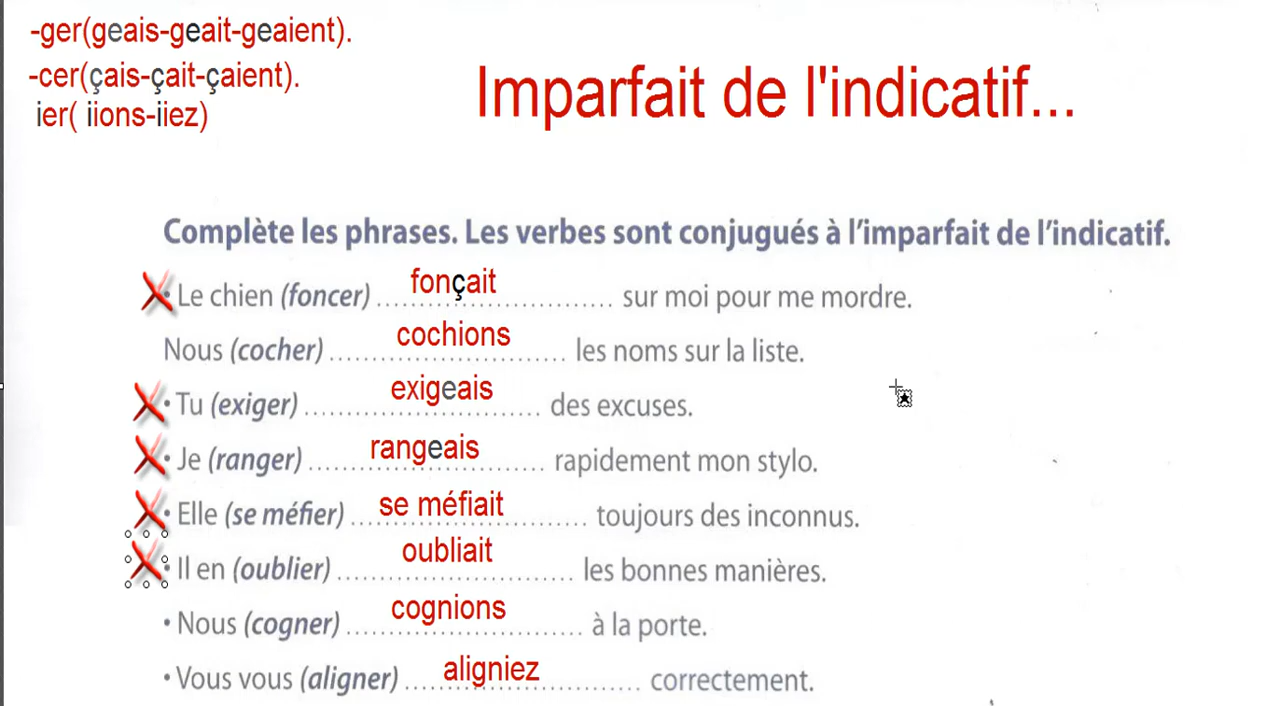 -ger(geais-geait-geaient).
-cer(çais-çait-çaient).
ier( iions-iiez)
Imparfait de l'indicatif...
Complète les phrases. Les verbes sont conjugués à l'imparfait de l'indicatif.
• Le chien (foncer) ... fonçait ... sur moi pour me mordre.
Nous (cocher) ... cochions ... les noms sur la liste.
• Tu (exiger) ... exigeais ... des excuses.
• Je (ranger) ... rangeais ... rapidement mon stylo.
• Elle (se méfier) ... se méfiait ... toujours des inconnus.
• Il en (oublier) ... oubliait ... les bonnes manières.
• Nous (cogner) ... cognions ... à la porte.
• Vous vous (aligner) ... aligniez ... correctement.